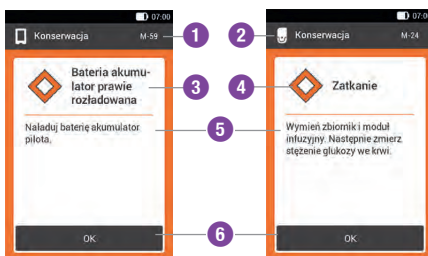 07:00
Konserwacja M-59
Bateria akumu-
lator prawie
rozładowana
Naładuj baterię akumulator
pilota.
OK
1
2
3
4
5
6
07:00
Konserwacja M-24
Zatkanie
Wymień zbiornik i moduł
infuzyjny. Następnie zmierz
stężenie glukozy we krwi.
OK